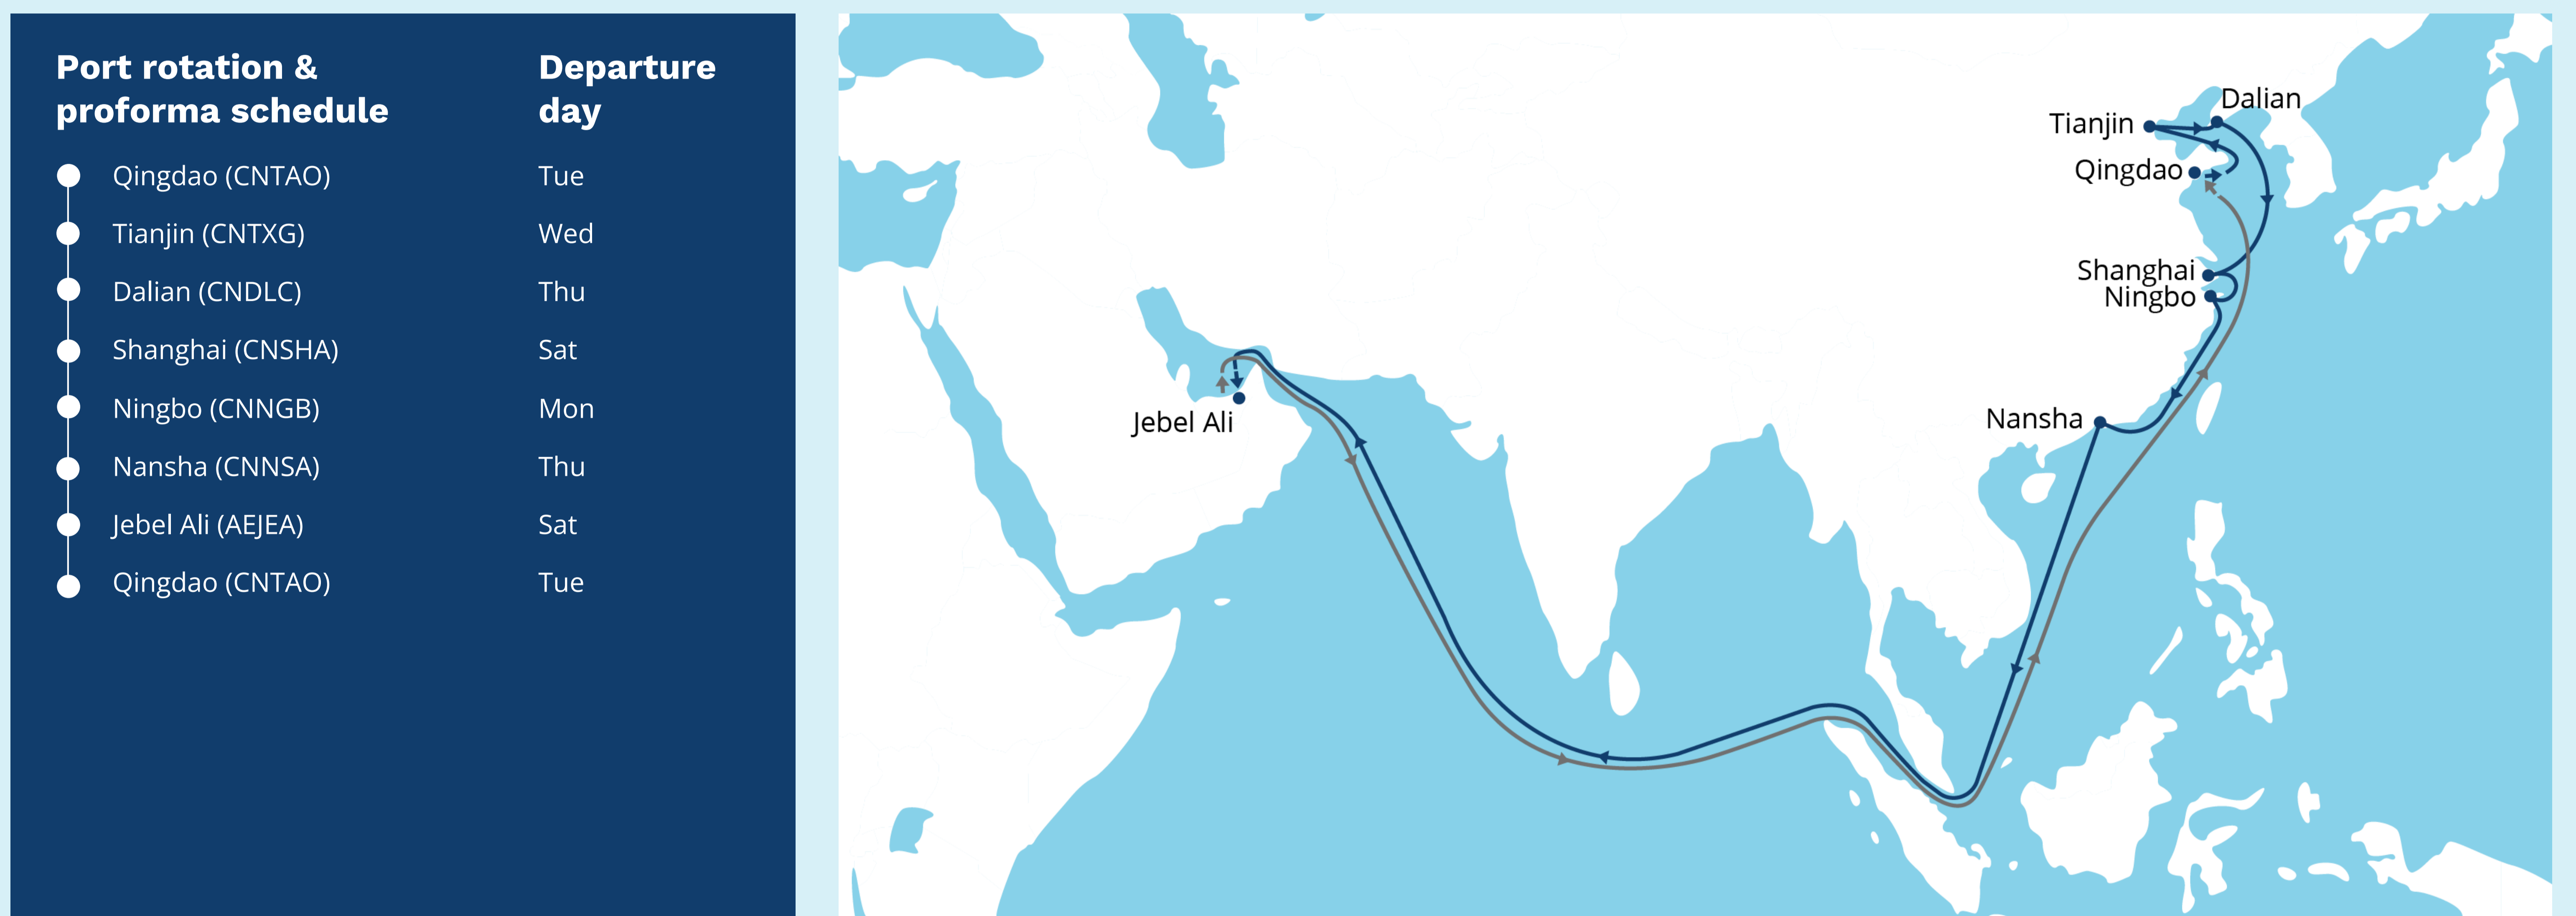 Port rotation &
proforma schedule
Departure
day
Qingdao (CNTAO) Tue
Tianjin (CNTXG) Wed
Dalian (CNDLC) Thu
Shanghai (CNSHA) Sat
Ningbo (CNNGB) Mon
Nansha (CNNSA) Thu
Jebel Ali (AEJEA) Sat
Qingdao (CNTAO) Tue
Dalian
Tianjin
Qingdao
Shanghai
Ningbo
Nansha
Jebel Ali